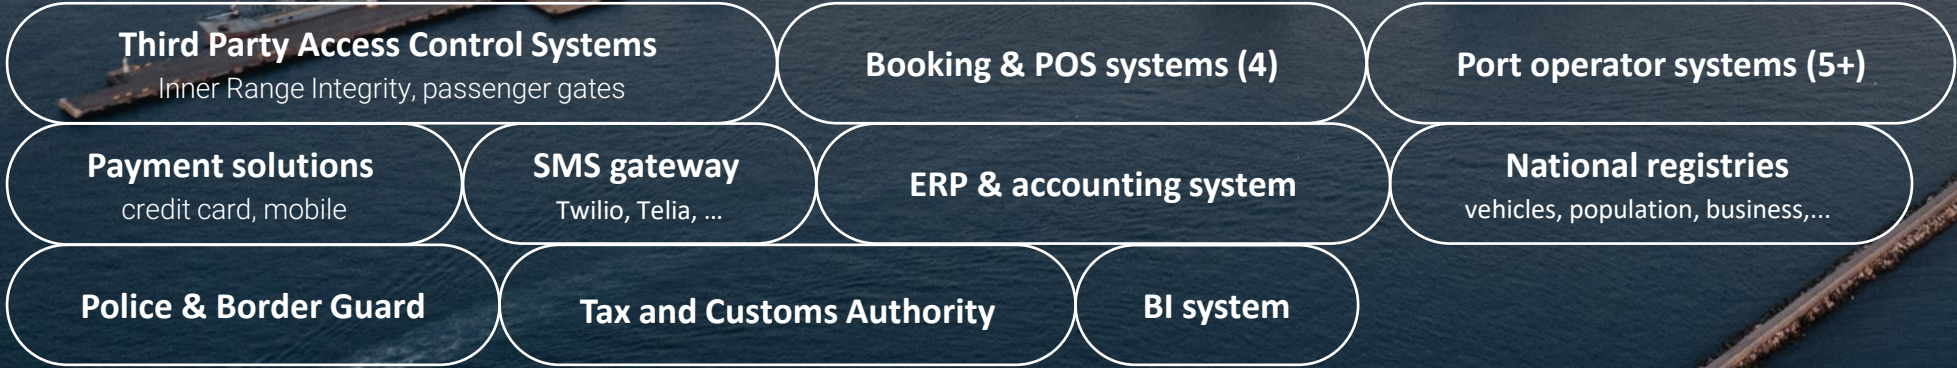 Third Party Access Control Systems
Inner Range Integrity, passenger gates
Booking & POS systems (4)
Port operator systems (5+)
Payment solutions
credit card, mobile
SMS gateway
Twilio, Telia, ...
ERP & accounting system
National registries
vehicles, population, business,...
Police & Border Guard
Tax and Customs Authority
BI system